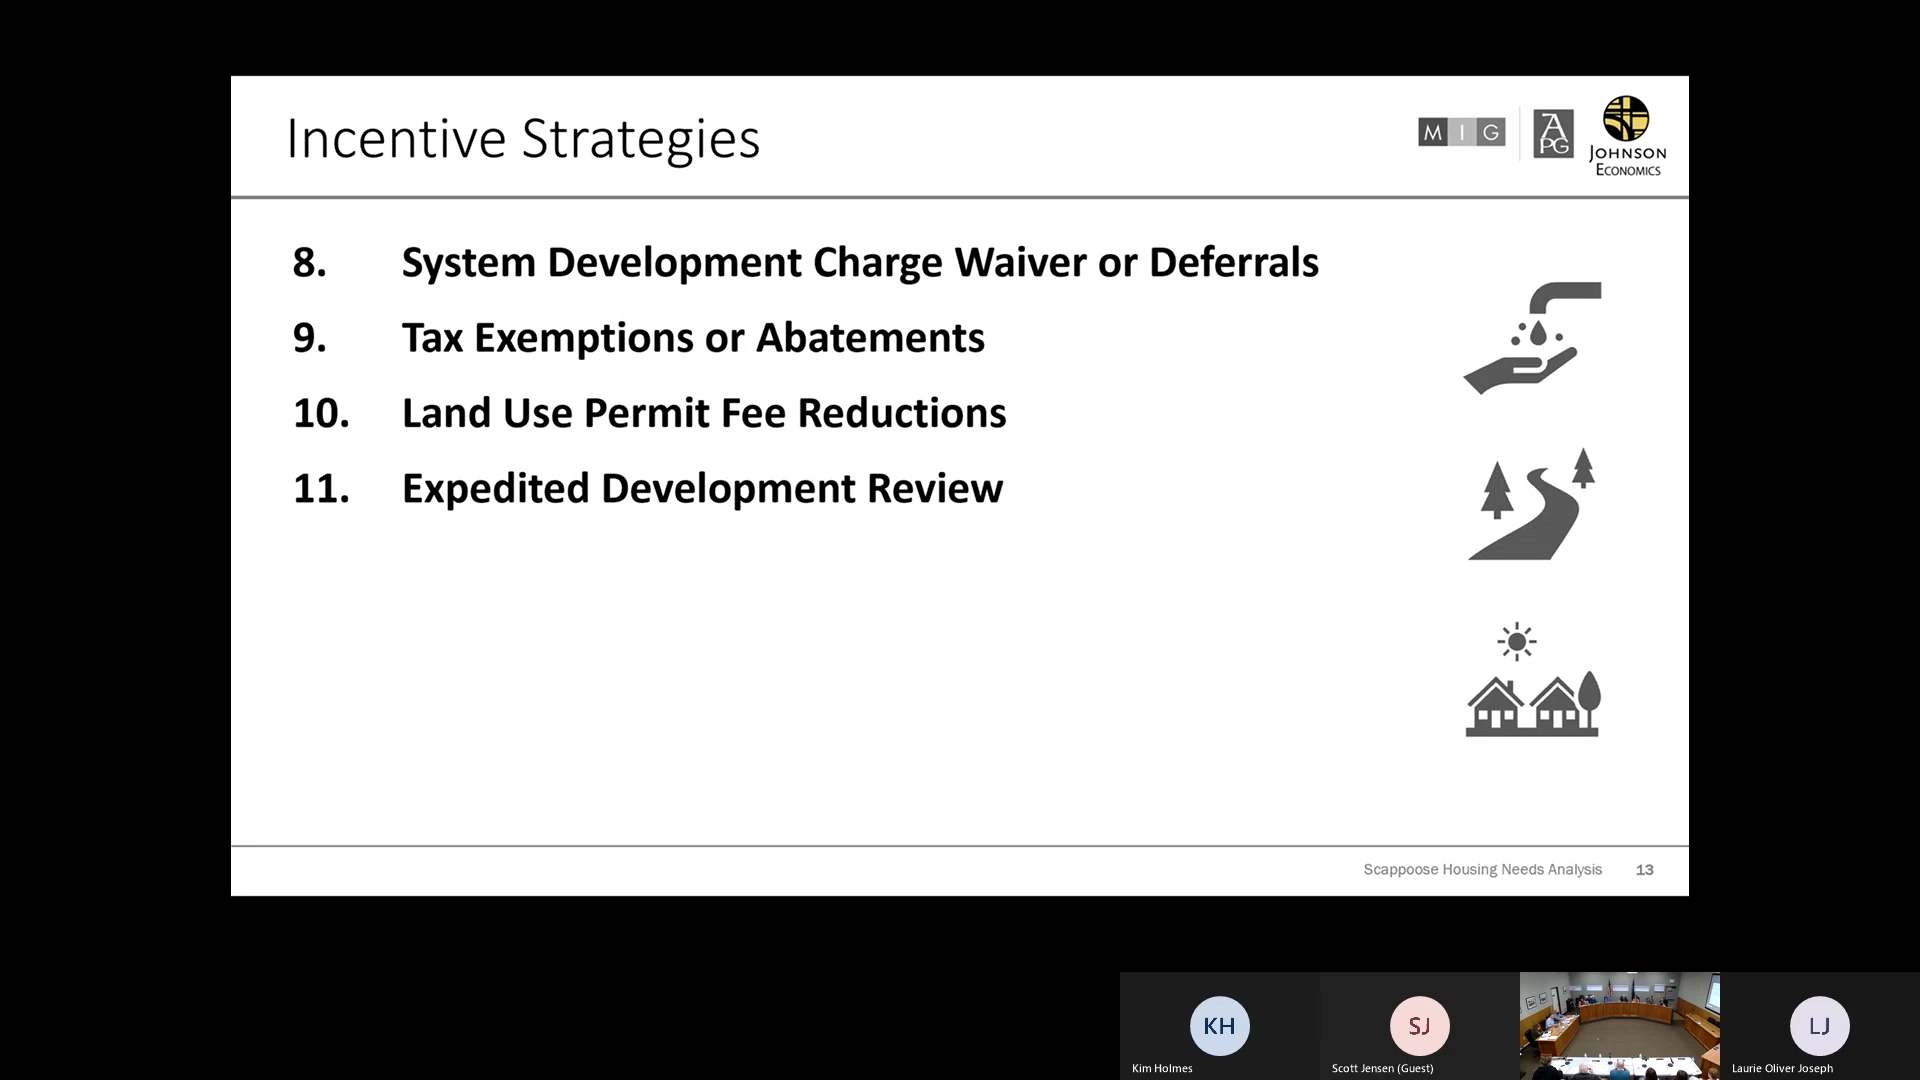 Incentive Strategies
M I G
APG
JOHNSON
ECONOMICS
8. System Development Charge Waiver or Deferrals
9. Tax Exemptions or Abatements
10. Land Use Permit Fee Reductions
11. Expedited Development Review
Scappoose Housing Needs Analysis 13
KH
SJ
LJ
Kim Holmes
Scott Jensen (Guest)
Laurie Oliver Joseph